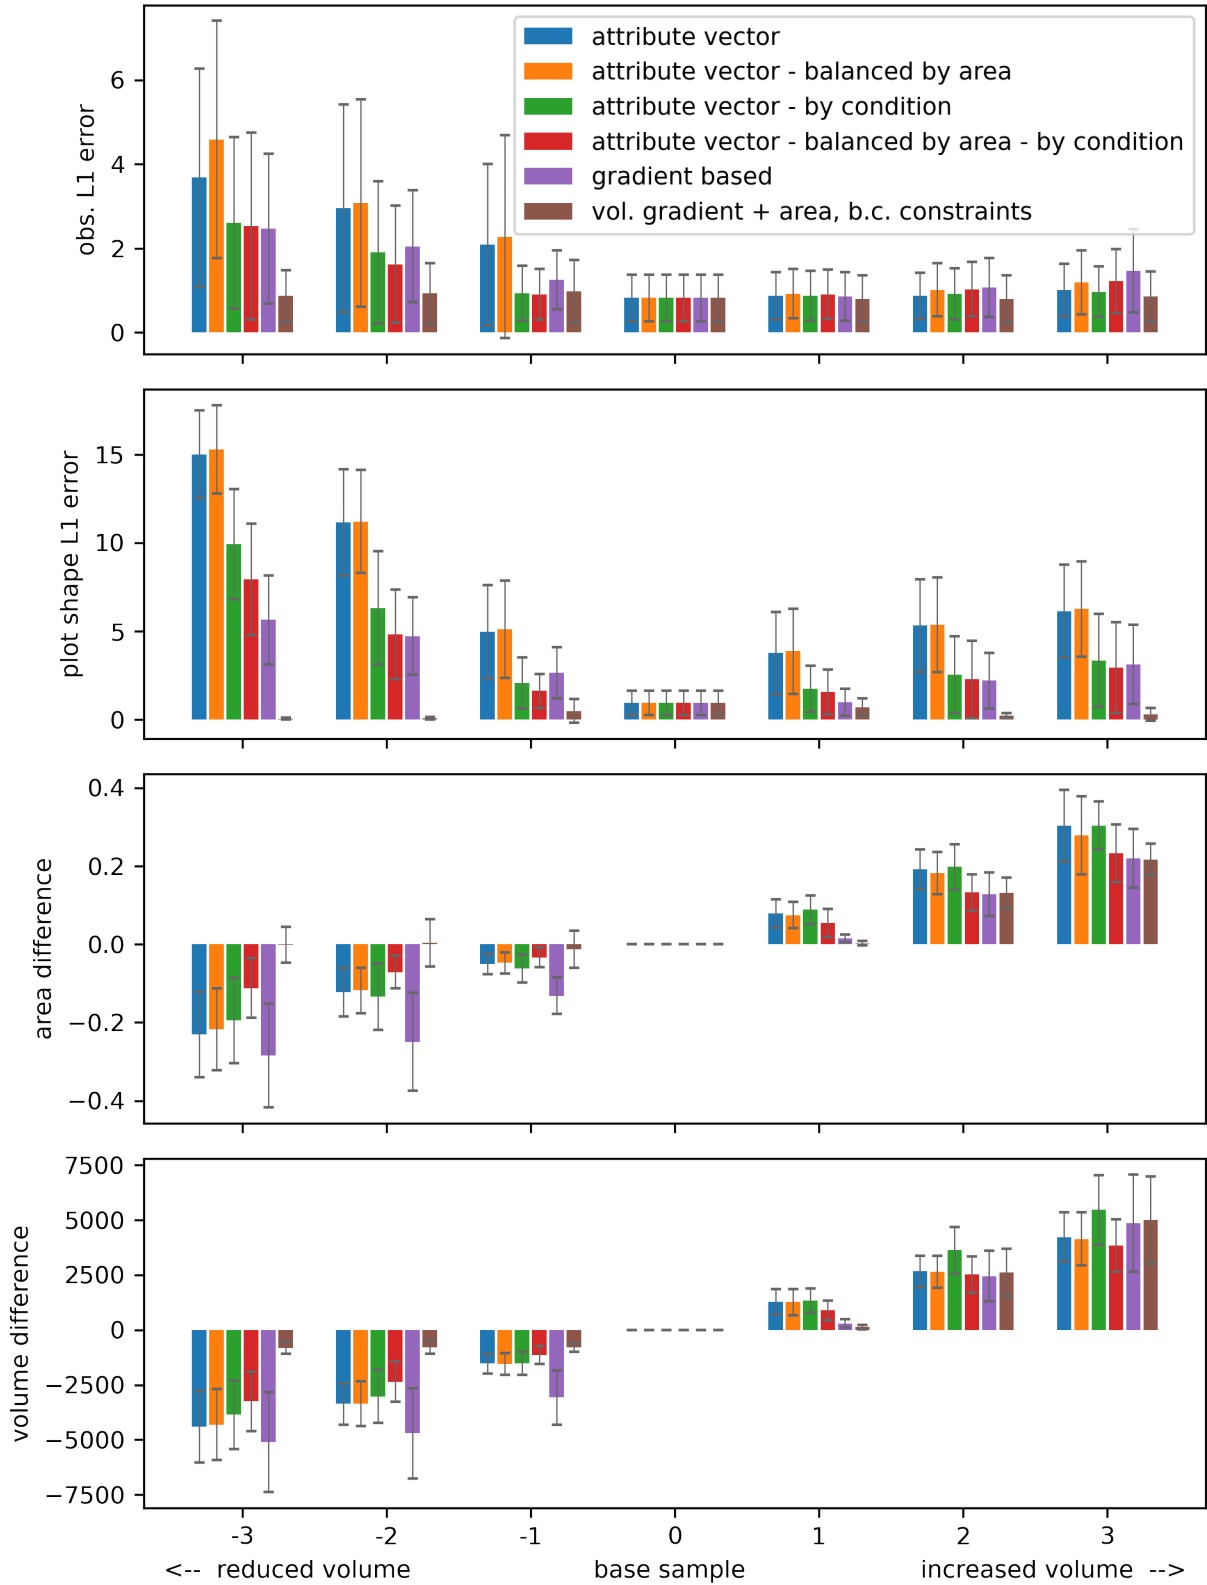 attribute vector
attribute vector - balanced by area
attribute vector - by condition
attribute vector - balanced by area - by condition
gradient based
vol. gradient + area, b.c. constraints
obs. L1 error
6
4
2
0
plot shape L1 error
15
10
5
0
area difference
0.4
0.2
0.0
−0.2
−0.4
volume difference
7500
5000
2500
0
−2500
−5000
−7500
-3 -2 -1 0 1 2 3
<-- reduced volume base sample increased volume -->